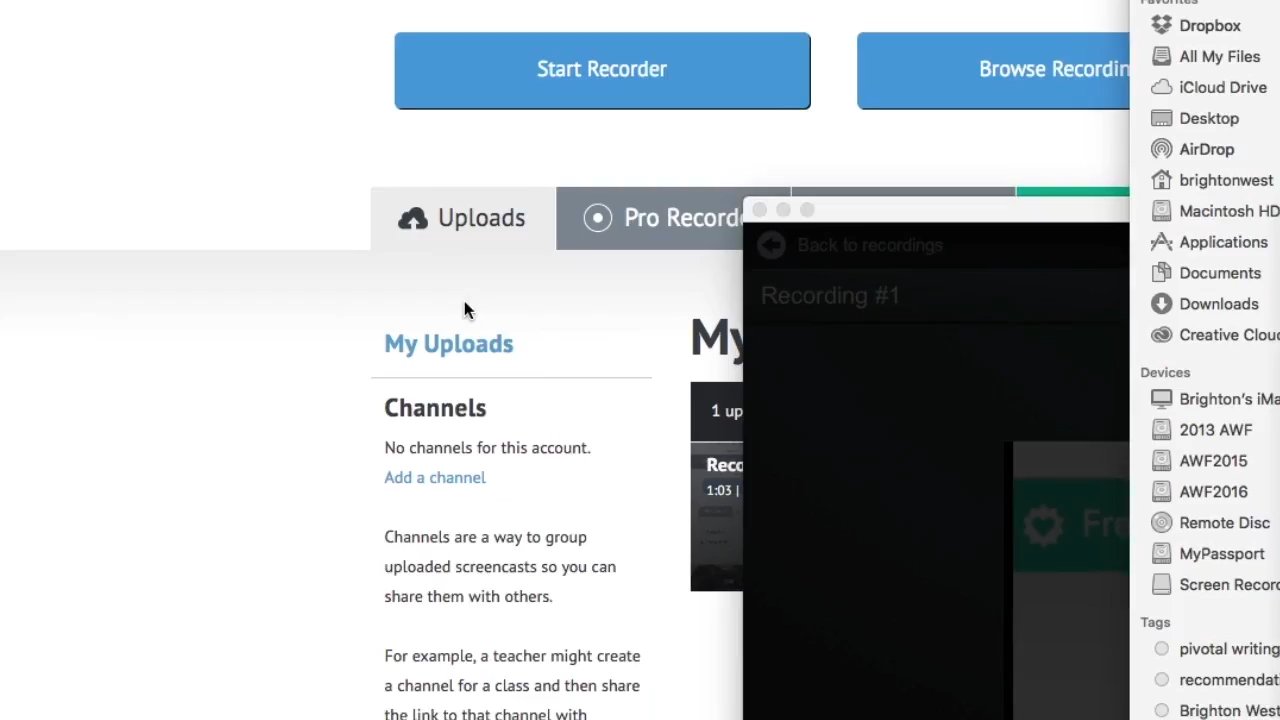 Start Recorder
Browse Recordin
Uploads
Pro Recorde
My Uploads
Channels
No channels for this account.
Add a channel
Channels are a way to group
uploaded screencasts so you can
share them with others.
For example, a teacher might create
a channel for a class and then share
the link to that channel with
My
1 up
Reco
1:03 |
Back to recordings
Recording #1
Fre
Favorites
Dropbox
All My Files
iCloud Drive
Desktop
AirDrop
brightonwest
Macintosh HD
Applications
Documents
Downloads
Creative Cloud
Devices
Brighton's iMa
2013 AWF
AWF2015
AWF2016
Remote Disc
MyPassport
Screen Record
Tags
pivotal writing
recommendat
Brighton West